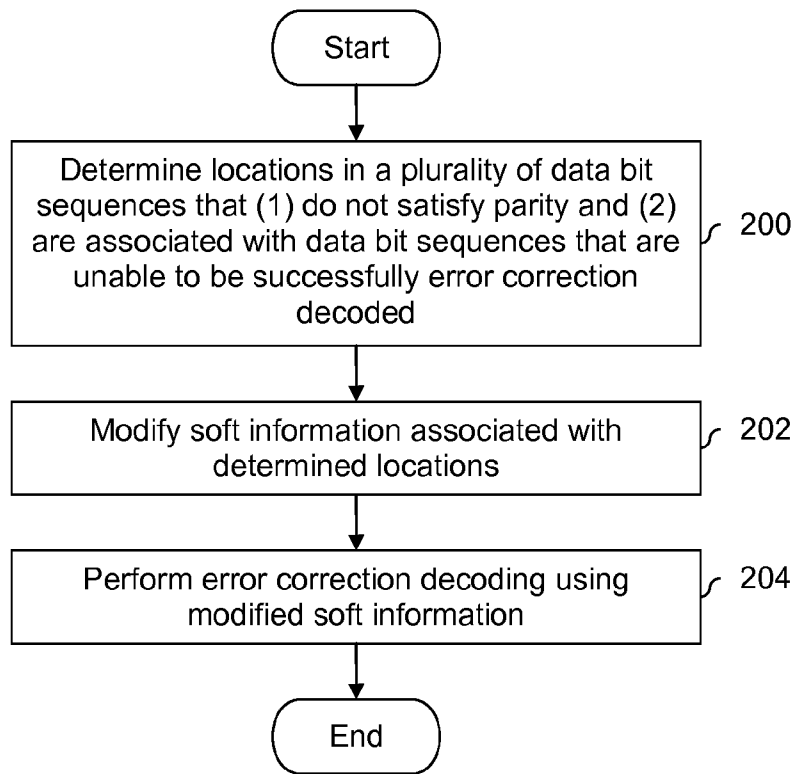 Start
Determine locations in a plurality of data bit
sequences that (1) do not satisfy parity and (2)
are associated with data bit sequences that are
unable to be successfully error correction
decoded
200
Modify soft information associated with
determined locations
202
Perform error correction decoding using
modified soft information
204
End